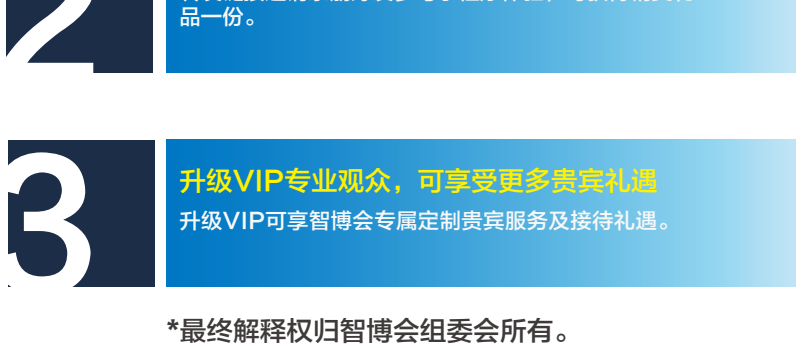 2
品一份。
3
升级VIP专业观众，可享受更多贵宾礼遇
升级VIP可享智博会专属定制贵宾服务及接待礼遇。
*最终解释权归智博会组委会所有。